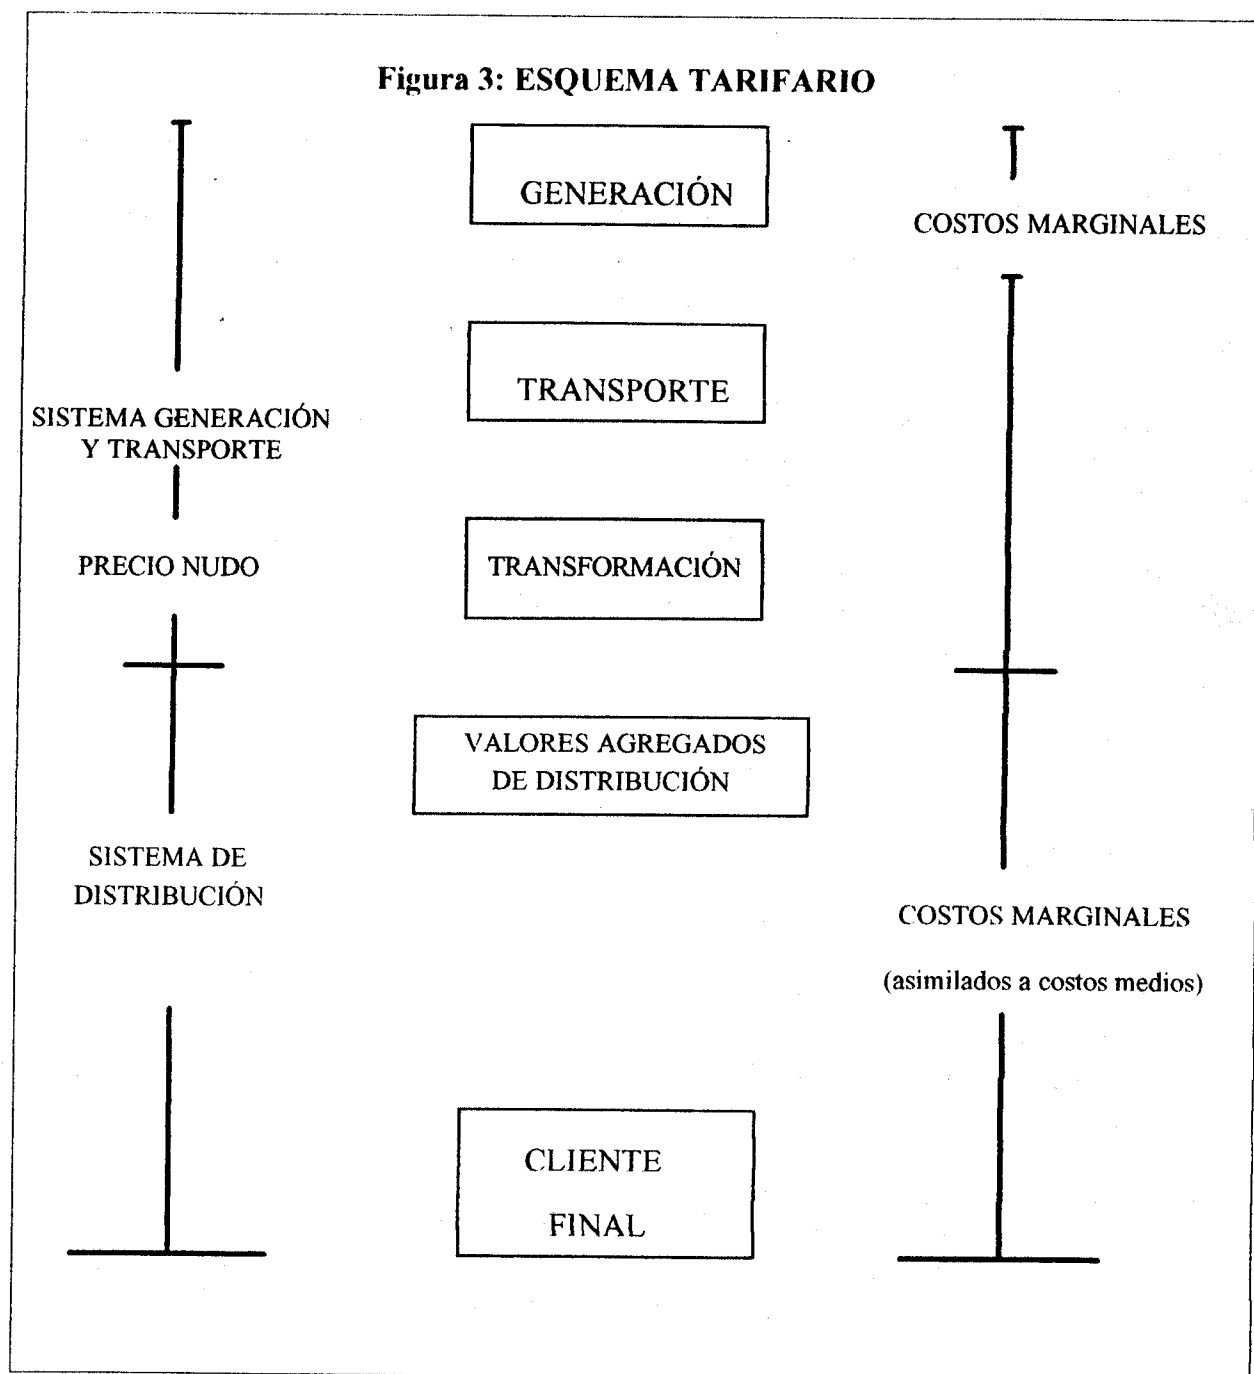 Figura 3: ESQUEMA TARIFARIO
GENERACIÓN
COSTOS MARGINALES
TRANSPORTE
SISTEMA GENERACIÓN
Y TRANSPORTE
PRECIO NUDO
TRANSFORMACIÓN
VALORES AGREGADOS
DE DISTRIBUCIÓN
SISTEMA DE
DISTRIBUCIÓN
COSTOS MARGINALES
(asimilados a costos medios)
CLIENTE
FINAL